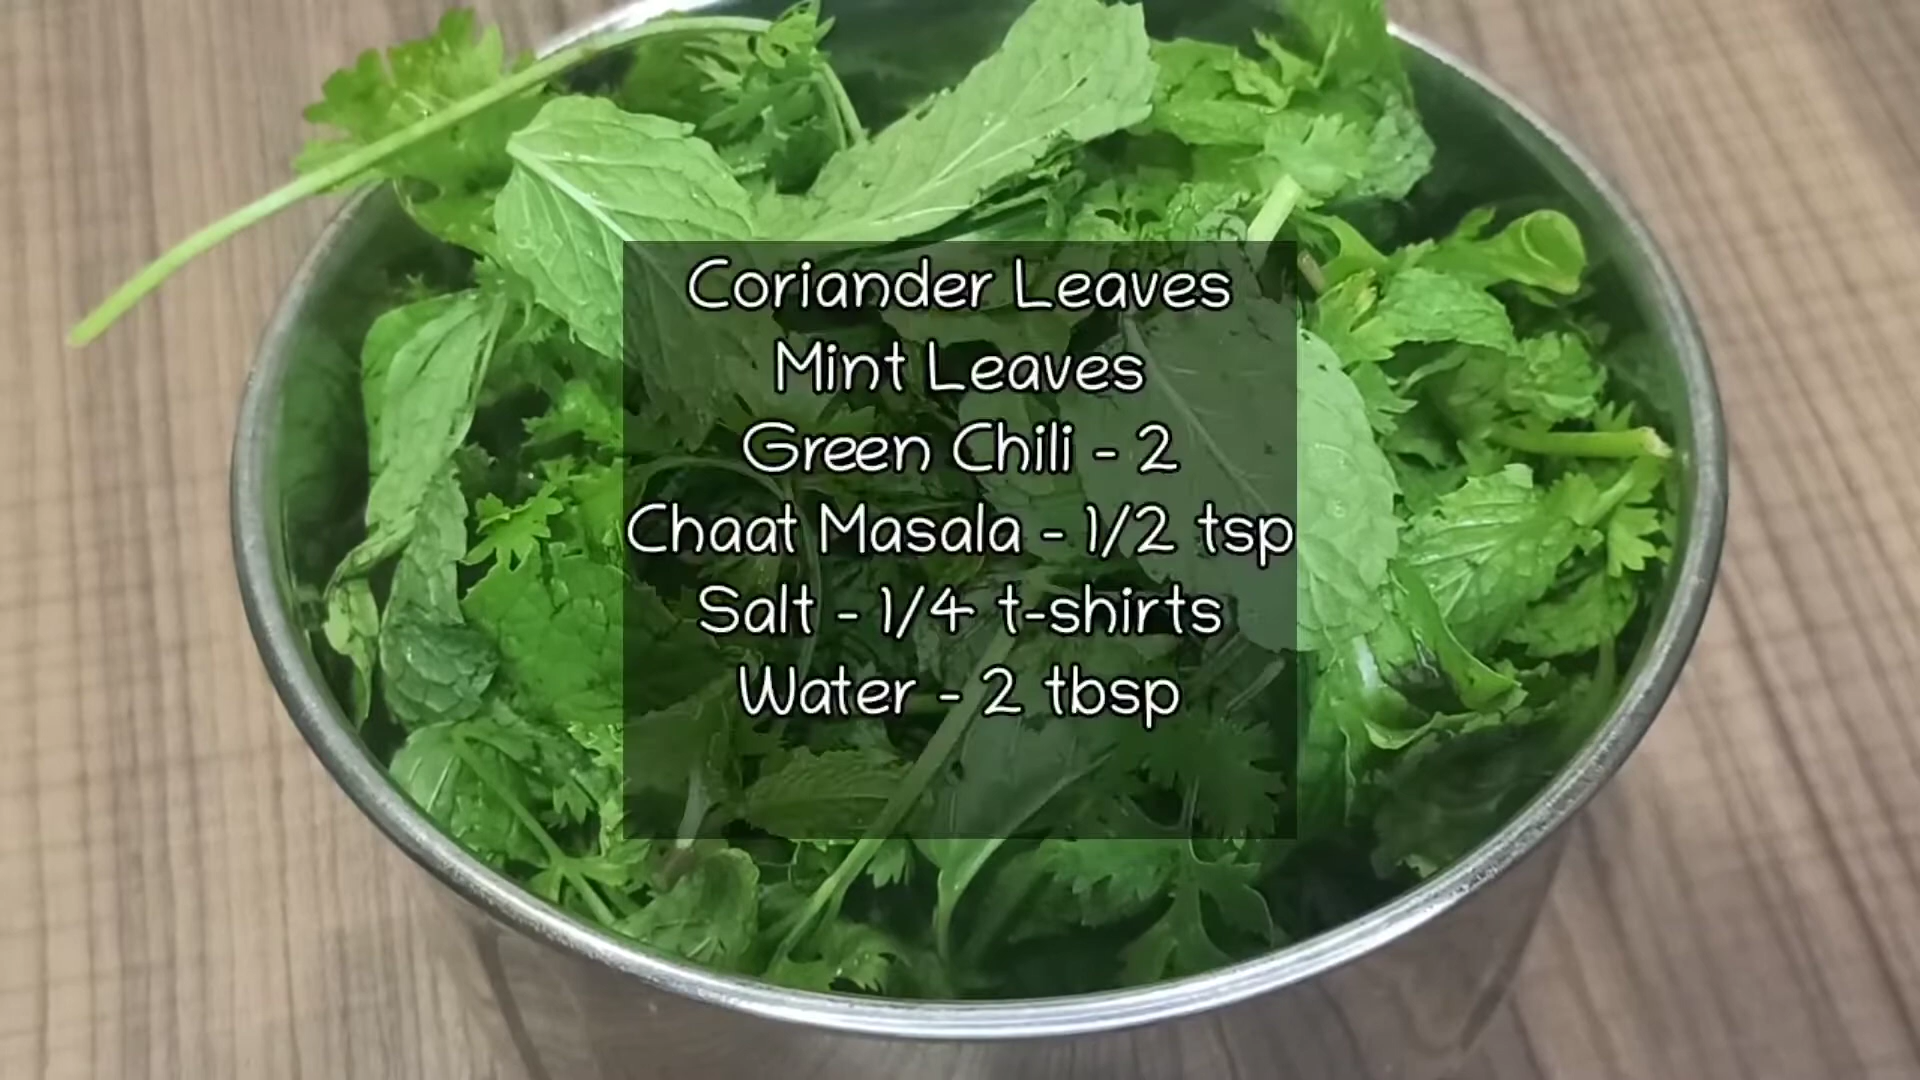 Coriander Leaves
Mint Leaves
Green Chili - 2
Chaat Masala - 1/2 tsp
Salt - 1/4 t-shirts
Water - 2 tbsp